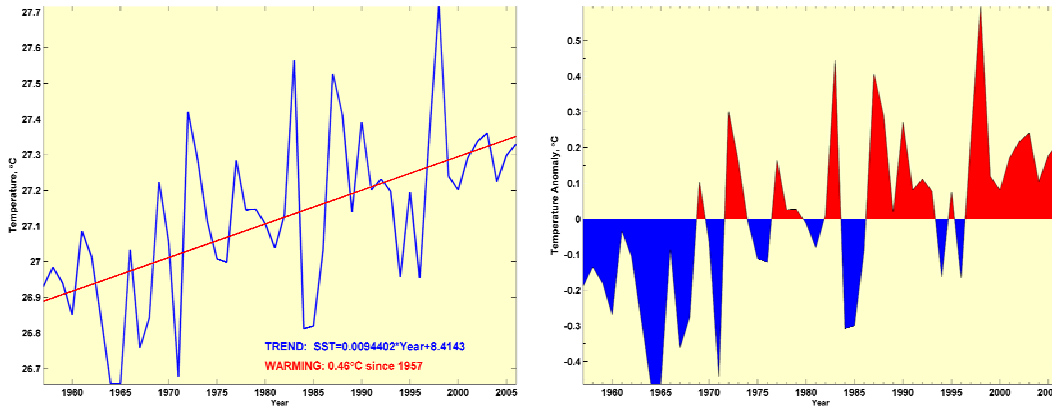 27.7
27.6
27.5
27.4
27.3
27.2
27.1
27
26.9
26.8
26.7
Temperature, °C
TREND: SST=0.0094402*Year+8.4143
WARMING: 0.46°C since 1957
1960 1965 1970 1975 1980 1985 1990 1995 2000 2005
Year
0.5
0.4
0.3
0.2
0.1
0
-0.1
-0.2
-0.3
-0.4
Temperature Anomaly, °C
1960 1965 1970 1975 1980 1985 1990 1995 2000 200
Year